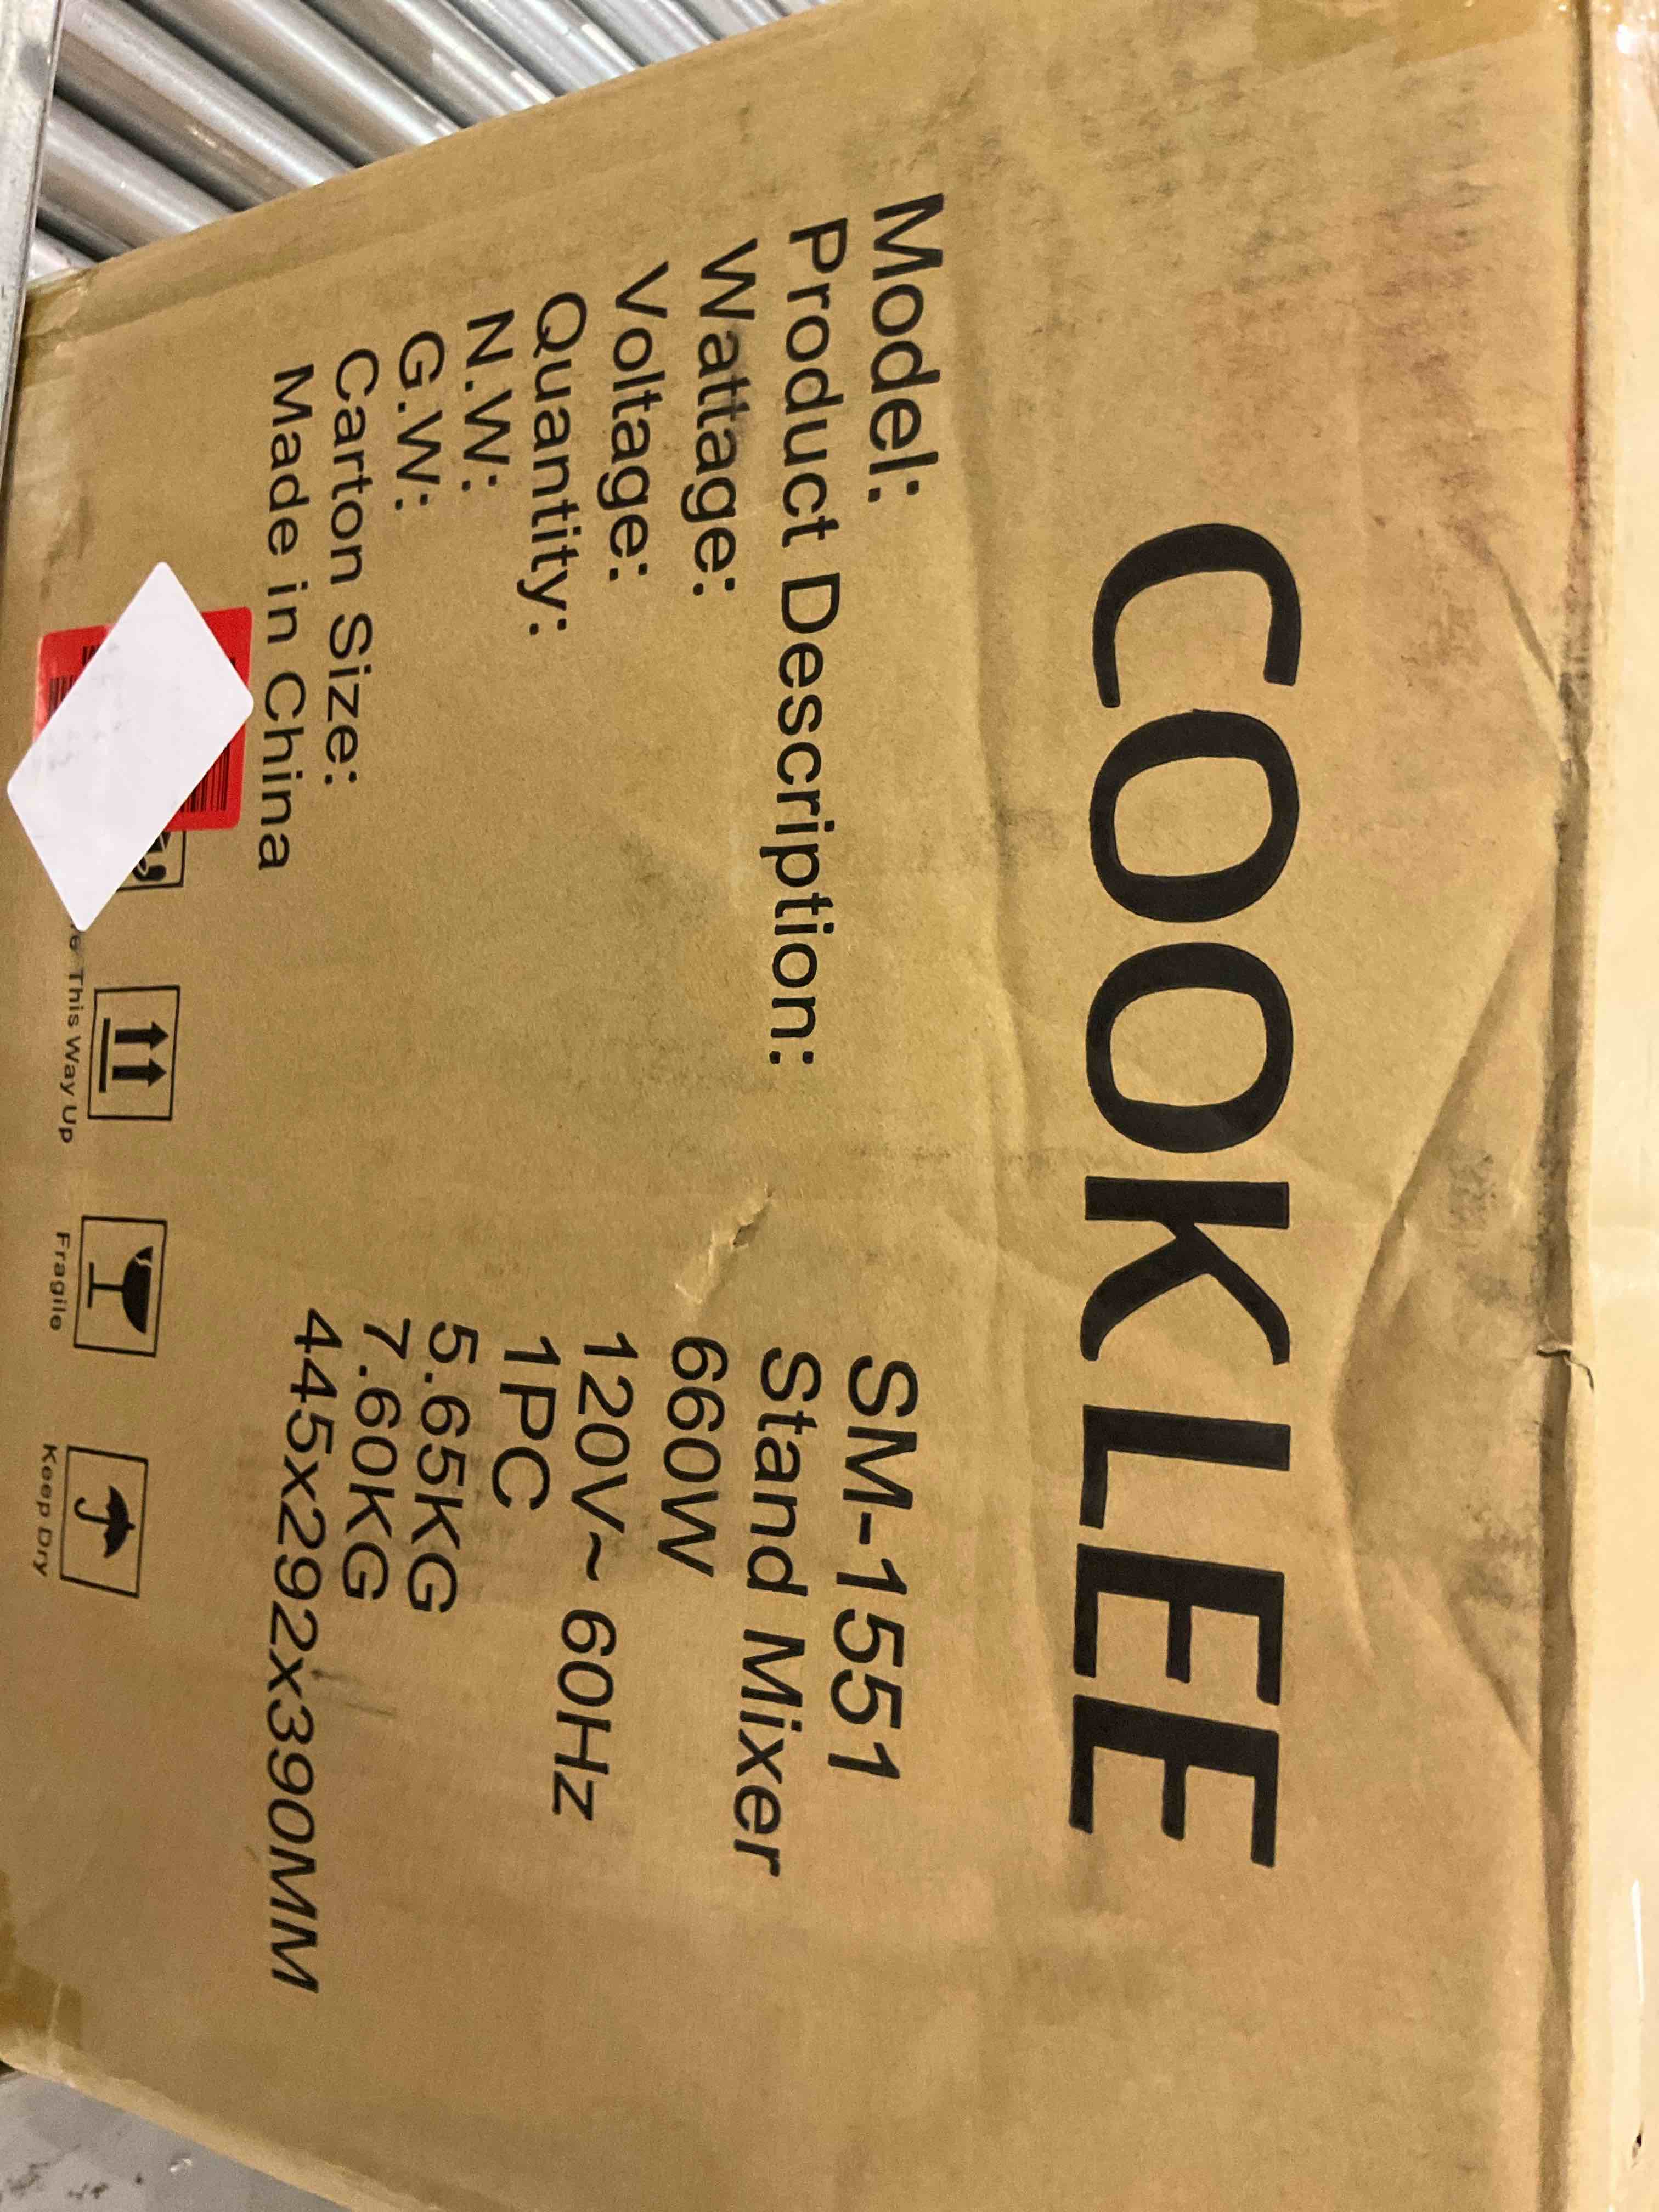 COOKLEE
Model: SM-1551
Product Description: Stand Mixer
Wattage: 660W
Voltage: 120V~ 60Hz
Quantity: 1PC
N.W: 5.65KG
G.W: 7.60KG
Carton Size: 445x292x390MM
Made in China
This Way Up Fragile Keep Dry